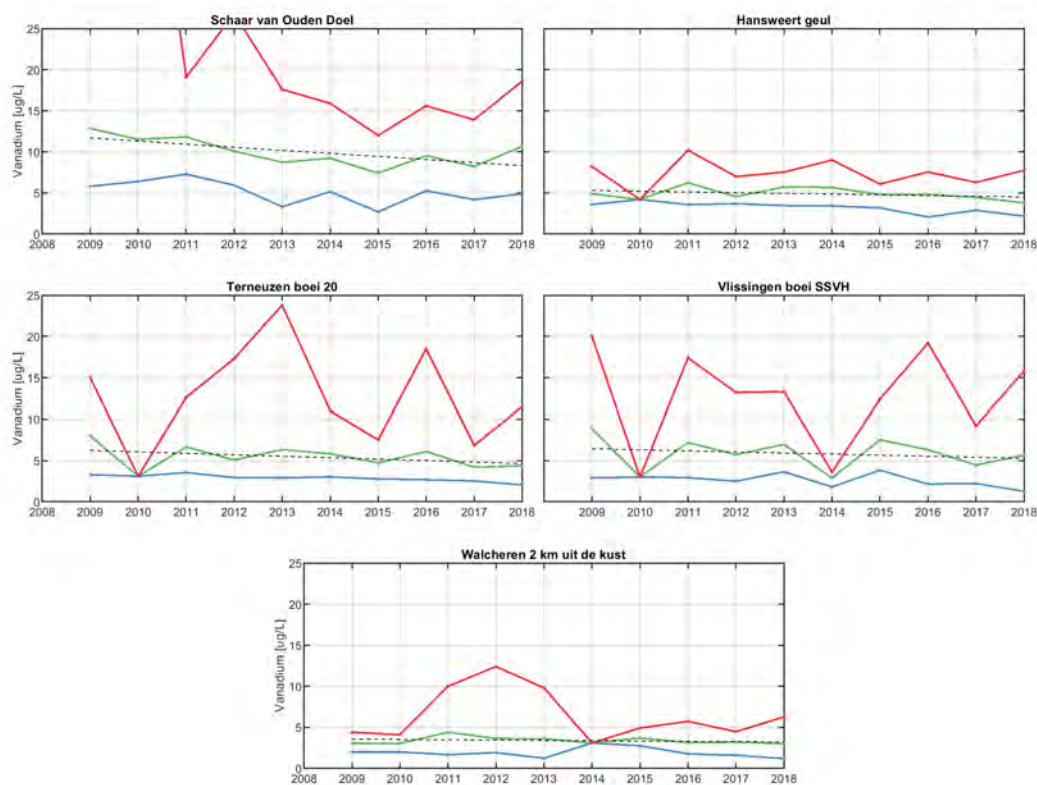 Schaar van Ouden Doel
Hansweert geul
25
20
15
10
5
0
Vanadium [ug/L]
2008 2009 2010 2011 2012 2013 2014 2015 2016 2017 2018
2009 2010 2011 2012 2013 2014 2015 2016 2017 2018
Terneuzen boei 20
Vlissingen boei SSVH
25
20
15
10
5
0
Vanadium [ug/L]
2008 2009 2010 2011 2012 2013 2014 2015 2016 2017 2018
2009 2010 2011 2012 2013 2014 2015 2016 2017 2018
Walcheren 2 km uit de kust
25
20
15
10
5
0
Vanadium [ug/L]
2008 2009 2010 2011 2012 2013 2014 2015 2016 2017 2018